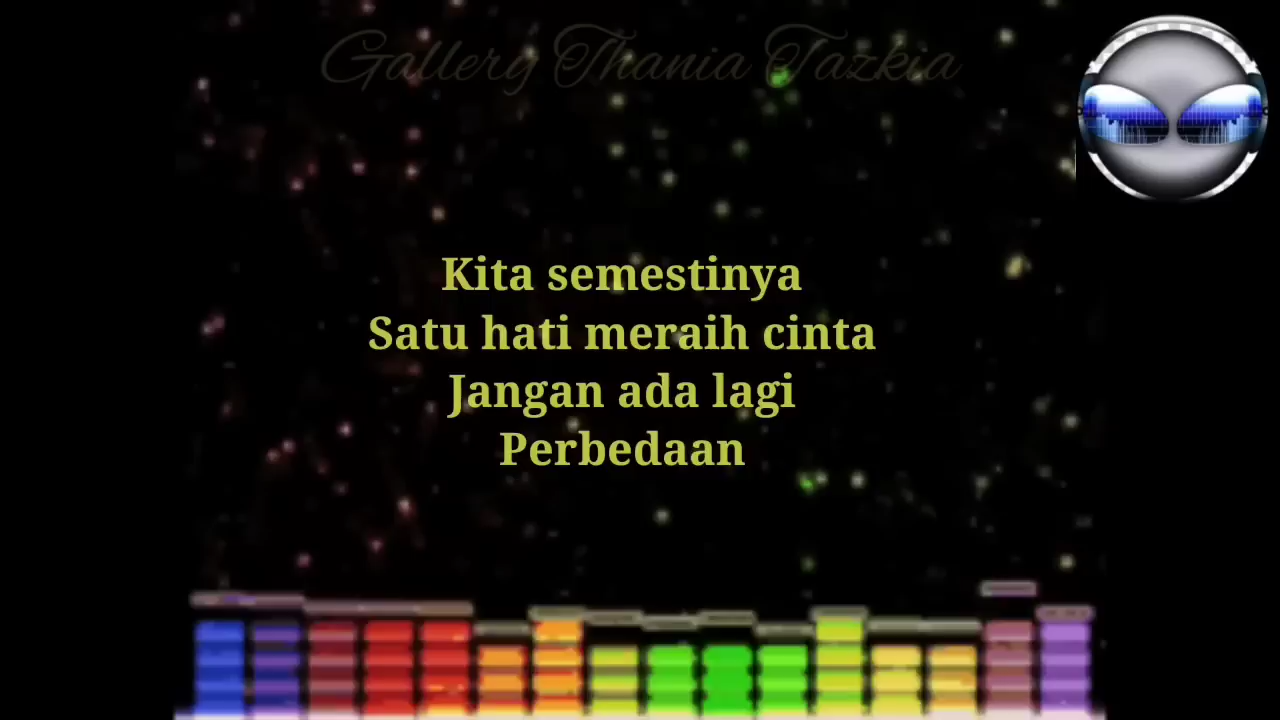 Gallery Thania Tazkia
Kita semestinya
Satu hati meraih cinta
Jangan ada lagi
Perbedaan